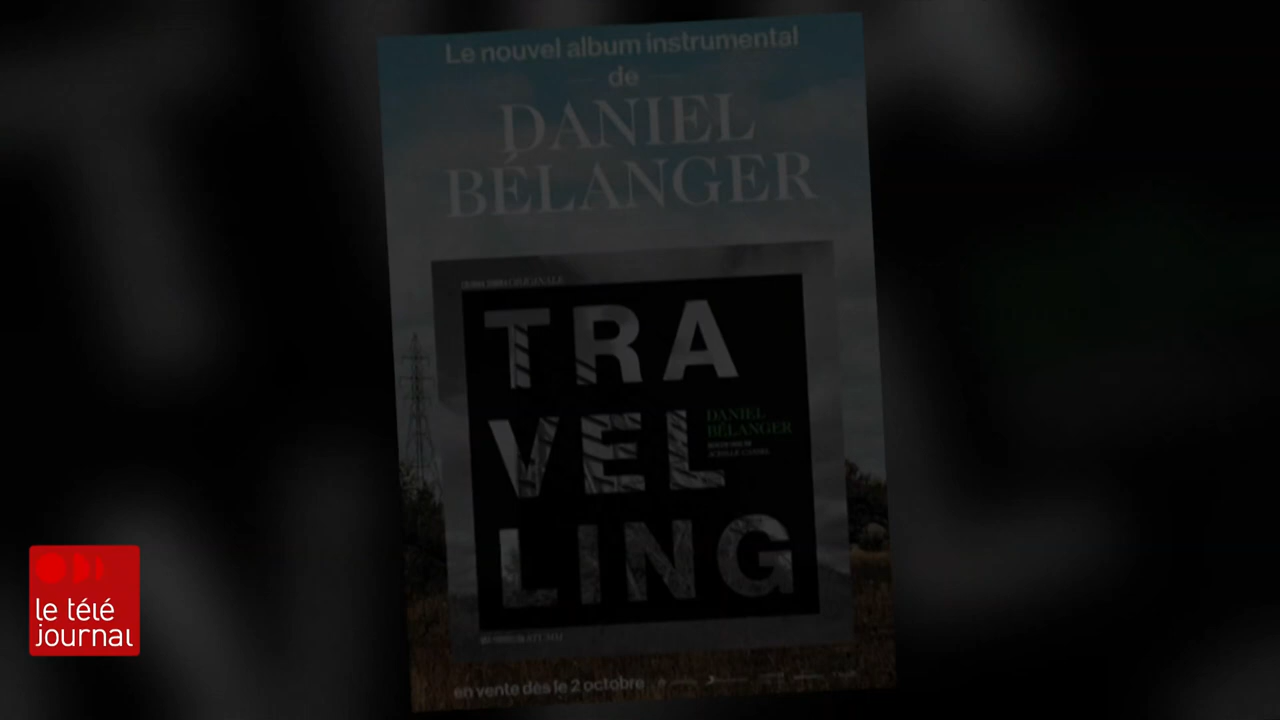 Le nouvel album instrumental
de
DANIEL
BÉLANGER
ORIGINALE
TRA
VEL
LING
DANIEL
BÉLANGER
en vente dès le 2 octobre
le télé
journal